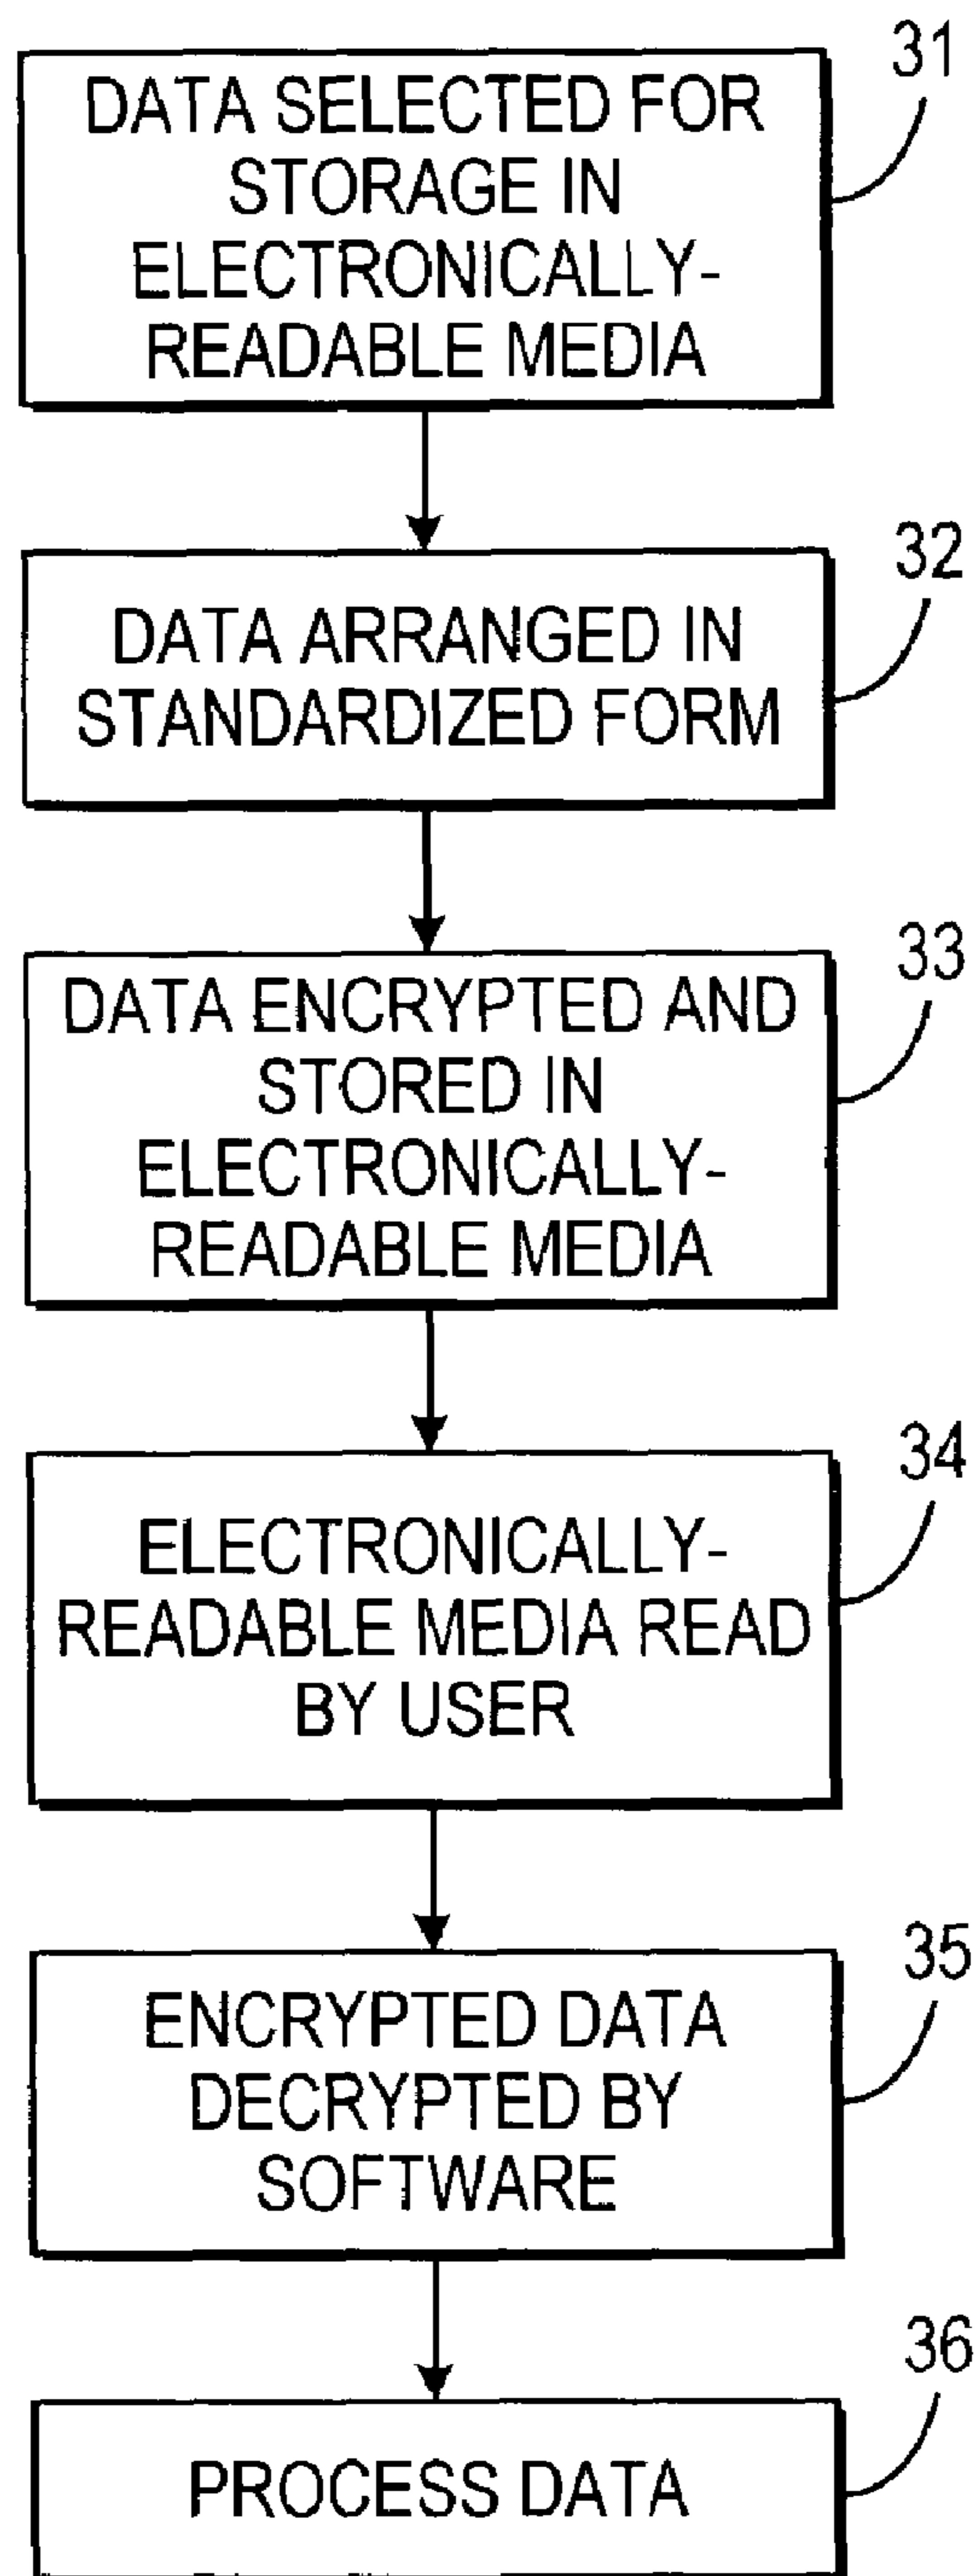 31
DATA SELECTED FOR
STORAGE IN
ELECTRONICALLY-
READABLE MEDIA
32
DATA ARRANGED IN
STANDARDIZED FORM
33
DATA ENCRYPTED AND
STORED IN
ELECTRONICALLY-
READABLE MEDIA
34
ELECTRONICALLY-
READABLE MEDIA READ
BY USER
35
ENCRYPTED DATA
DECRYPTED BY
SOFTWARE
36
PROCESS DATA